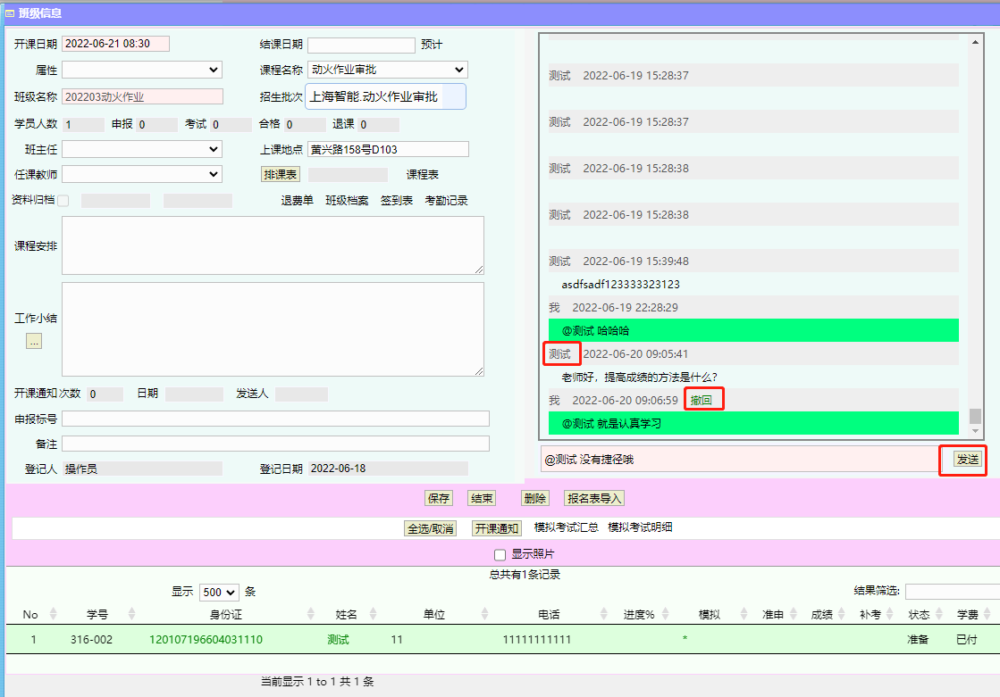 班级信息
开课日期 2022-06-21 08:30 结课日期 预计
属性 课程名称 动火作业审批
班级名称 202203动火作业 招生批次 上海智能.动火作业审批
学员人数 1 申报 0 考试 0 合格 0 退课 0
班主任 上课地点 黄兴路158号D103
任课教师 排课表 课程表
资料归档 退费单 班级档案 签到表 考勤记录
课程安排
工作小结
...
开课通知次数 0 日期 发送人
申报标号
备注
登记人 操作员 登记日期 2022-06-18
测试 2022-06-19 15:28:37
测试 2022-06-19 15:28:37
测试 2022-06-19 15:28:38
测试 2022-06-19 15:28:38
测试 2022-06-19 15:39:48
asdfsadf123333323123
我 2022-06-19 22:28:29
@测试 哈哈哈
测试 2022-06-20 09:05:41
老师好，提高成绩的方法是什么?
我 2022-06-20 09:06:59 撤回
@测试 就是认真学习
@测试 没有捷径哦 发送
保存 结束 删除 报名表导入
全选/取消 开课通知 模拟考试汇总 模拟考试明细
显示照片
总共有1条记录
显示 500 条 结果筛选:
No 学号 身份证 姓名 单位 电话 进度% 模拟 准申 成绩 补考 状态 学费
1 316-002 120107196604031110 测试 11 11111111111 * 准备 已付
当前显示 1 to 1 共 1 条